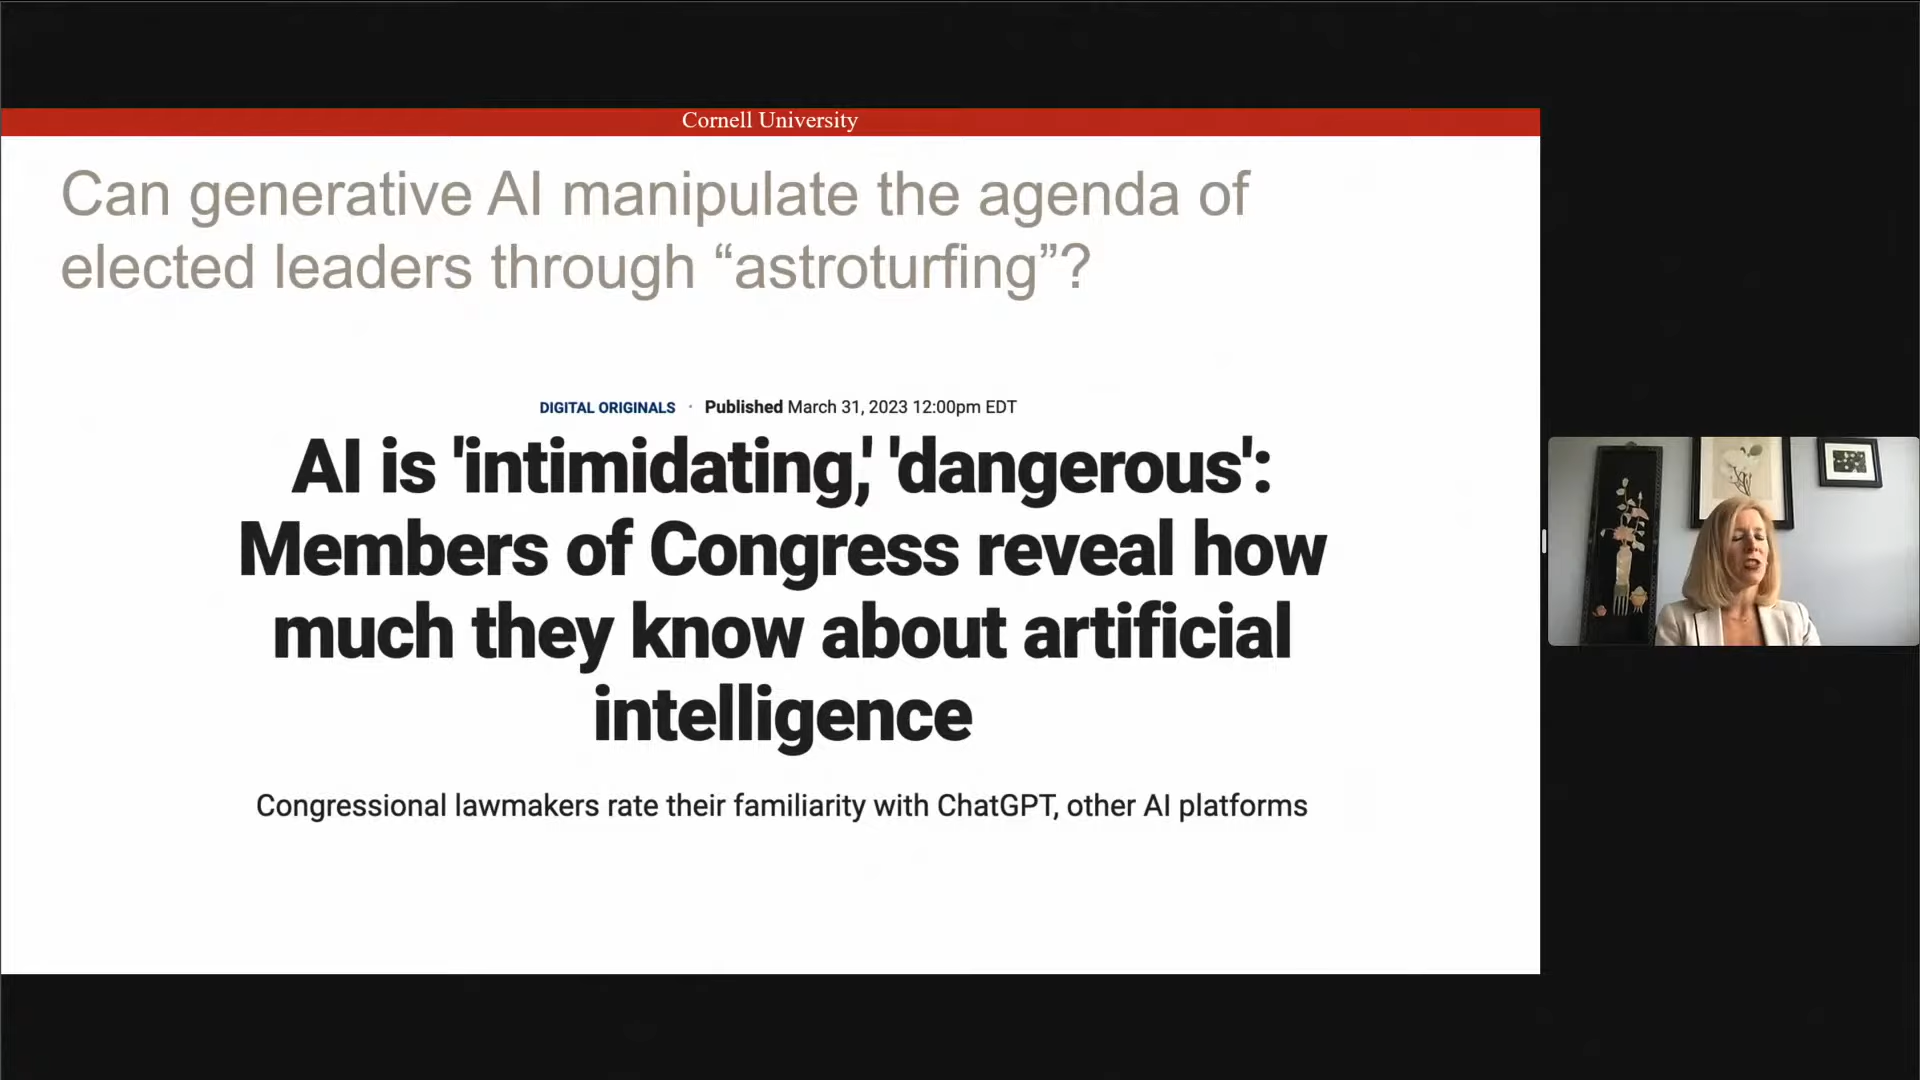 Cornell University
Can generative AI manipulate the agenda of
elected leaders through “astroturfing”?
DIGITAL ORIGINALS · Published March 31, 2023 12:00pm EDT
AI is 'intimidating,' 'dangerous':
Members of Congress reveal how
much they know about artificial
intelligence
Congressional lawmakers rate their familiarity with ChatGPT, other AI platforms